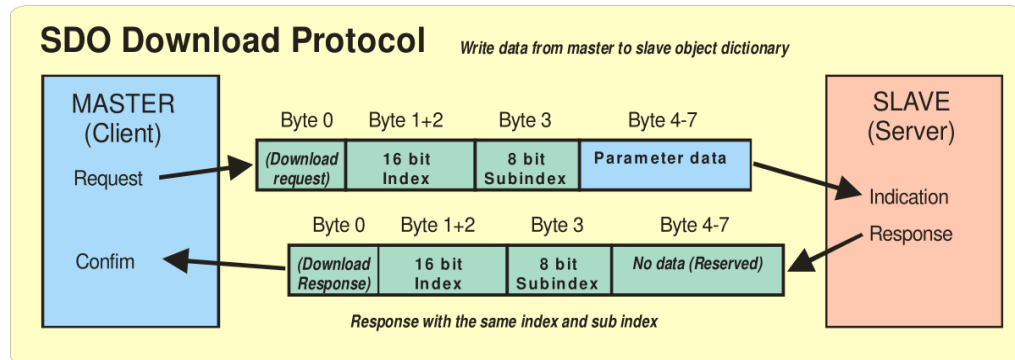 SDO Download Protocol
Write data from master to slave object dictionary
MASTER
(Client)
SLAVE
(Server)
Byte 0 Byte 1+2 Byte 3 Byte 4-7
(Download request) 16 bit Index 8 bit Subindex Parameter data
Request
Indication
Byte 0 Byte 1+2 Byte 3 Byte 4-7
Response
Confim
(Download Response) 16 bit Index 8 bit Subindex No data (Reserved)
Response with the same index and sub index